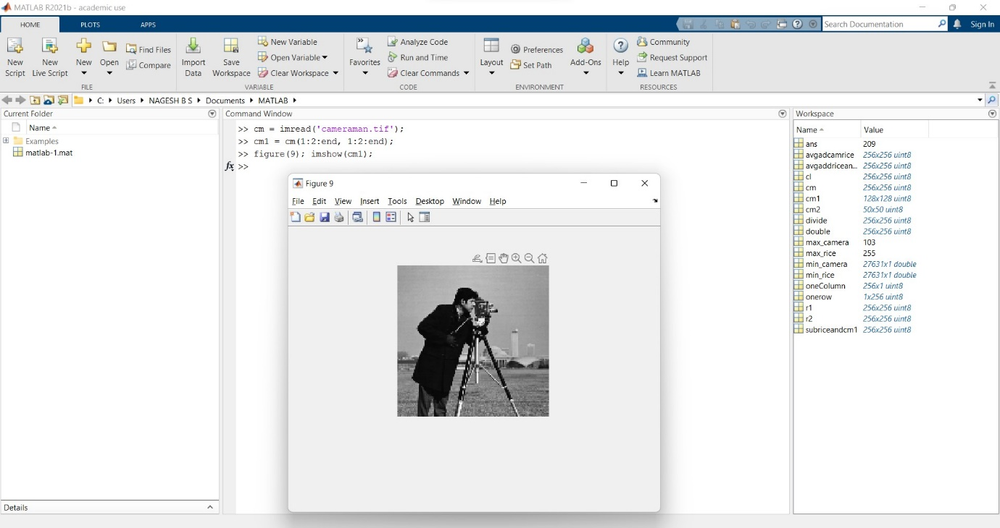 MATLAB R2021b - academic use
HOME PLOTS APPS
Search Documentation
Sign In
New Script
New Live Script
New
Open
Find Files
Compare
FILE
Import Data
Save Workspace
New Variable
Open Variable
Clear Workspace
VARIABLE
Favorites
Analyze Code
Run and Time
Clear Commands
CODE
Layout
Preferences
Set Path
Add-Ons
ENVIRONMENT
Help
Community
Request Support
Learn MATLAB
RESOURCES
C: Users NAGESH B S Documents MATLAB
Current Folder
Name
Examples
matlab-1.mat
Details
Command Window
>> cm = imread('cameraman.tif');
>> cm1 = cm(1:2:end, 1:2:end);
>> figure(9); imshow(cm1);
fx >>
Figure 9
File Edit View Insert Tools Desktop Window Help
Workspace
Name Value
ans 209
avgadcamrice 256x256 uint8
avgaddricean... 256x256 uint8
cl 256x256 uint8
cm 256x256 uint8
cm1 128x128 uint8
cm2 50x50 uint8
divide 256x256 uint8
double 256x256 uint8
max_camera 103
max_rice 255
min_camera 27631x1 double
min_rice 27631x1 double
oneColumn 256x1 uint8
onerow 1x256 uint8
r1 256x256 uint8
r2 256x256 uint8
subriceandcm1 256x256 uint8